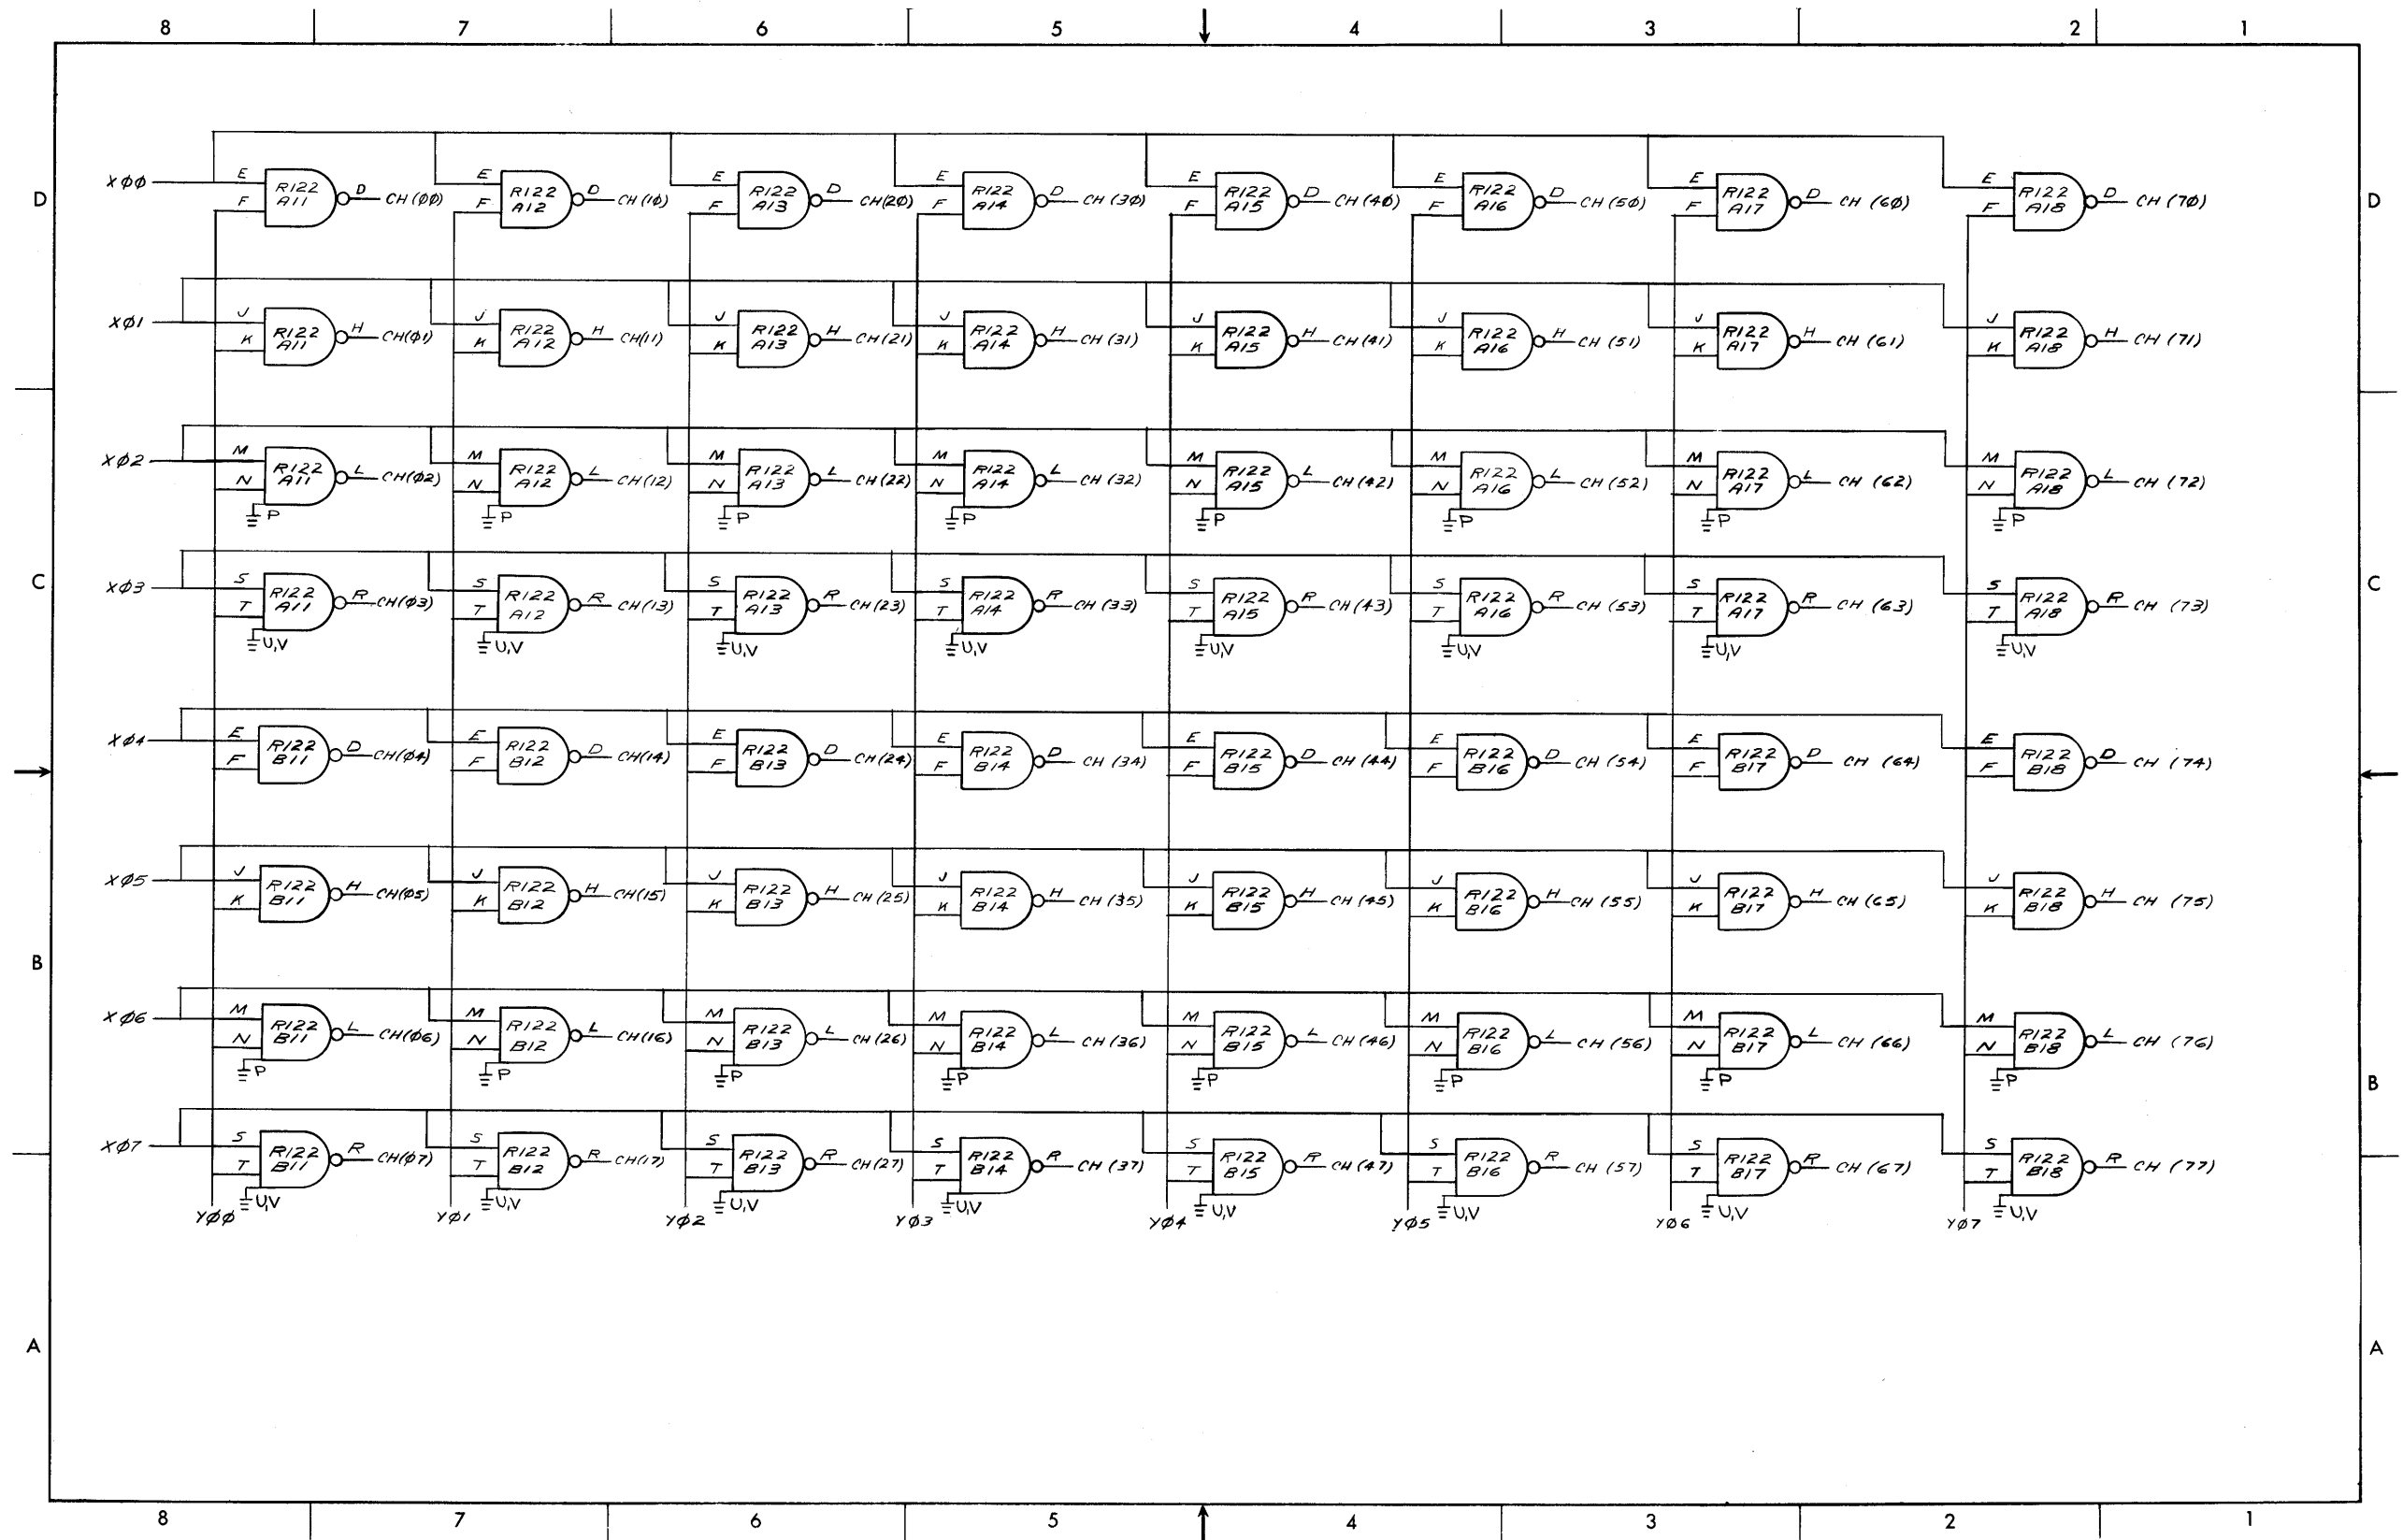 8 7 6 5 4 3 2 1
D D
XØØ E F R122 A11 D CH(ØØ) E F R122 A12 D CH(1Ø) E F R122 A13 D CH(2Ø) E F R122 A14 D CH(3Ø) E F R122 A15 D CH(4Ø) E F R122 A16 D CH(5Ø) E F R122 A17 D CH(6Ø) E F R122 A18 D CH(7Ø)
XØ1 J K R122 A11 H CH(Ø1) J K R122 A12 H CH(11) J K R122 A13 H CH(21) J K R122 A14 H CH(31) J K R122 A15 H CH(41) J K R122 A16 H CH(51) J K R122 A17 H CH(61) J K R122 A18 H CH(71)
XØ2 M N R122 A11 L CH(Ø2) M N R122 A12 L CH(12) M N R122 A13 L CH(22) M N R122 A14 L CH(32) M N R122 A15 L CH(42) M N R122 A16 L CH(52) M N R122 A17 L CH(62) M N R122 A18 L CH(72)
P P P P P P P P
C C
XØ3 S T R122 A11 R CH(Ø3) S T R122 A12 R CH(13) S T R122 A13 R CH(23) S T R122 A14 R CH(33) S T R122 A15 R CH(43) S T R122 A16 R CH(53) S T R122 A17 R CH(63) S T R122 A18 R CH(73)
U,V U,V U,V U,V U,V U,V U,V U,V
XØ4 E F R122 B11 D CH(Ø4) E F R122 B12 D CH(14) E F R122 B13 D CH(24) E F R122 B14 D CH(34) E F R122 B15 D CH(44) E F R122 B16 D CH(54) E F R122 B17 D CH(64) E F R122 B18 D CH(74)
XØ5 J K R122 B11 H CH(Ø5) J K R122 B12 H CH(15) J K R122 B13 H CH(25) J K R122 B14 H CH(35) J K R122 B15 H CH(45) J K R122 B16 H CH(55) J K R122 B17 H CH(65) J K R122 B18 H CH(75)
B
XØ6 M N R122 B11 L CH(Ø6) M N R122 B12 L CH(16) M N R122 B13 L CH(26) M N R122 B14 L CH(36) M N R122 B15 L CH(46) M N R122 B16 L CH(56) M N R122 B17 L CH(66) M N R122 B18 L CH(76)
P P P P P P P P
B
XØ7 S T R122 B11 R CH(Ø7) S T R122 B12 R CH(17) S T R122 B13 R CH(27) S T R122 B14 R CH(37) S T R122 B15 R CH(47) S T R122 B16 R CH(57) S T R122 B17 R CH(67) S T R122 B18 R CH(77)
U,V U,V U,V U,V U,V U,V U,V U,V
YØØ YØ1 YØ2 YØ3 YØ4 YØ5 YØ6 YØ7
A A
8 7 6 5 4 3 2 1